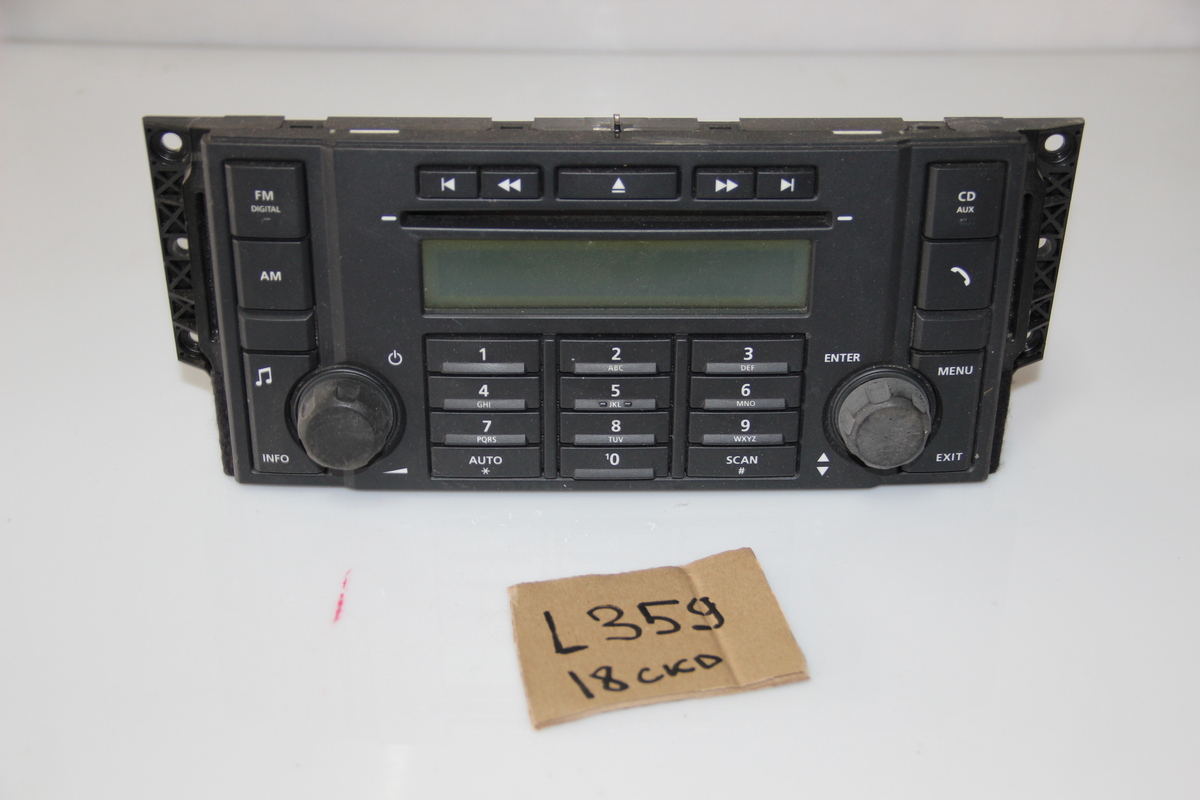 FM
DIGITAL
AM
INFO
CD
AUX
1
2
ABC
3
DEF
4
GHI
5
JKL
6
MNO
7
PQRS
8
TUV
9
WXYZ
AUTO
*
10
SCAN
#
ENTER
MENU
EXIT
L359
18CKD